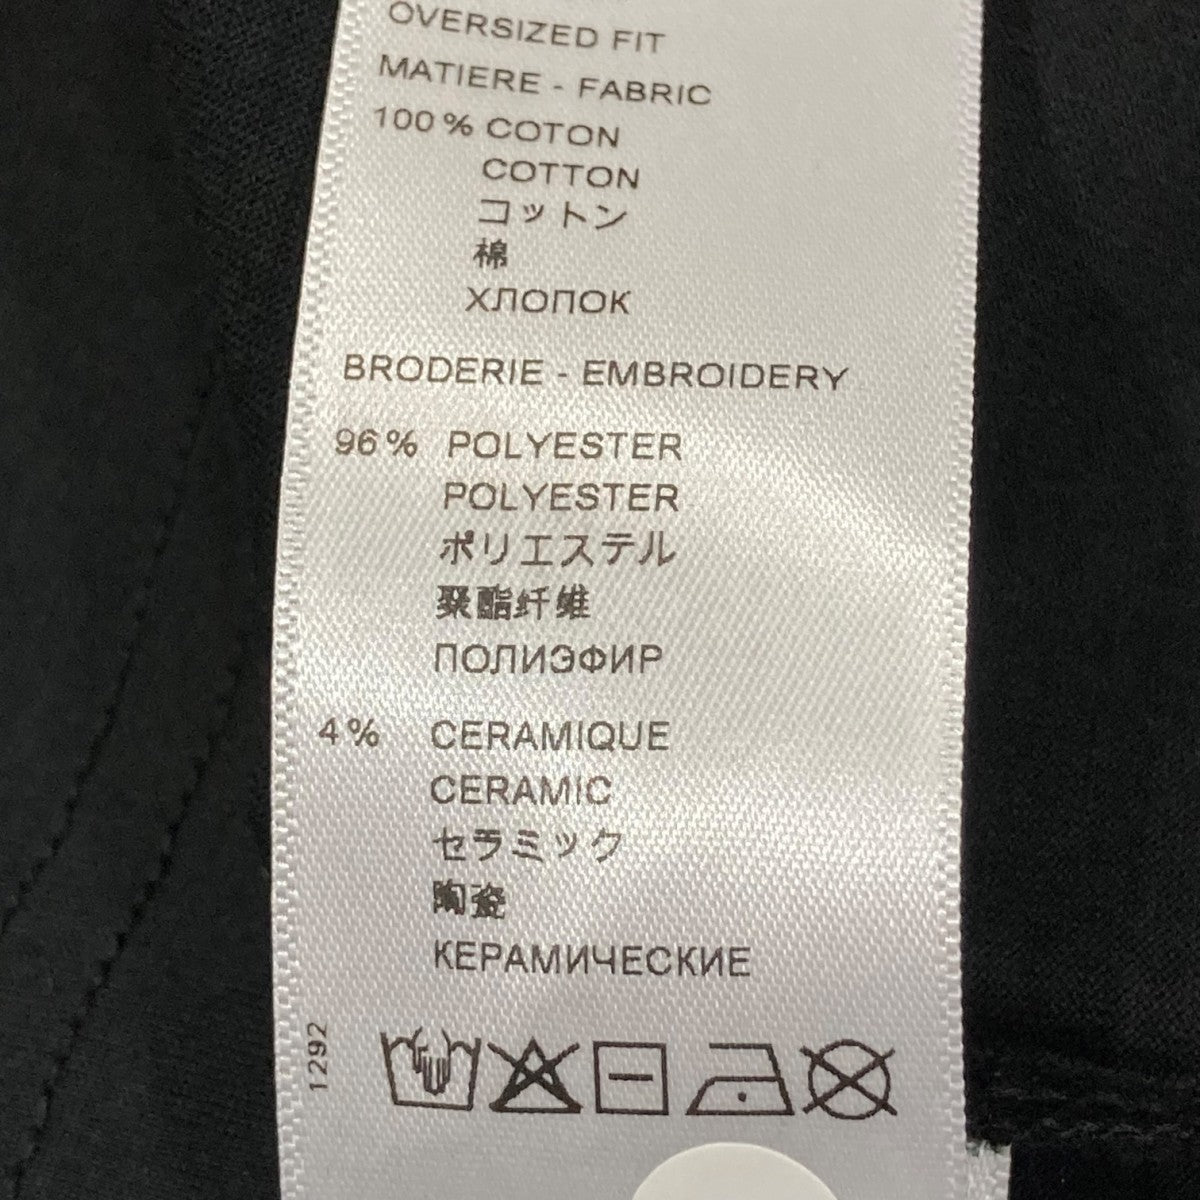 OVERSIZED FIT
MATIERE - FABRIC
100 % COTON
COTTON
コットン
棉
ХЛОПОК
BRODERIE - EMBROIDERY
96 % POLYESTER
POLYESTER
ポリエステル
聚酯纤维
ПОЛИЭФИР
4 % CERAMIQUE
CERAMIC
セラミック
陶瓷
КЕРАМИЧЕСКИЕ
1292